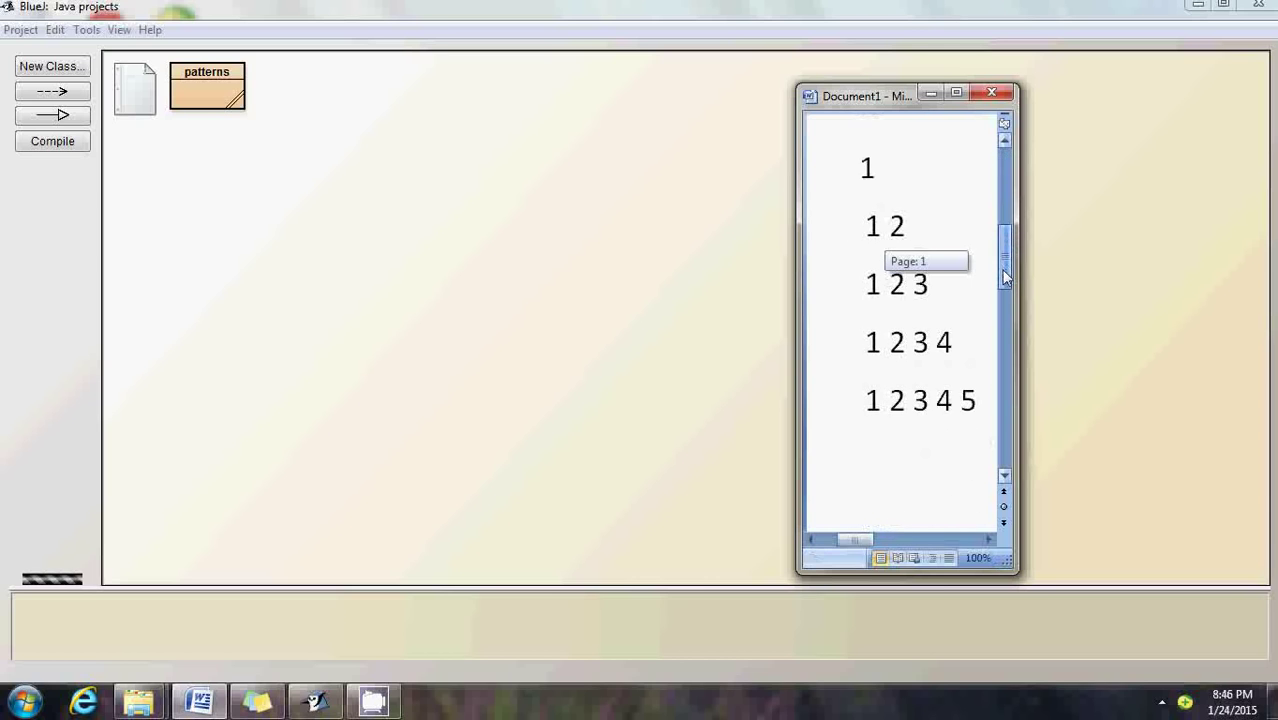 BlueJ: Java projects
Project Edit Tools View Help
New Class...
Compile
patterns
Document1 - Mi...
1
1 2
Page: 1
1 2 3
1 2 3 4
1 2 3 4 5
100%
8:46 PM
1/24/2015